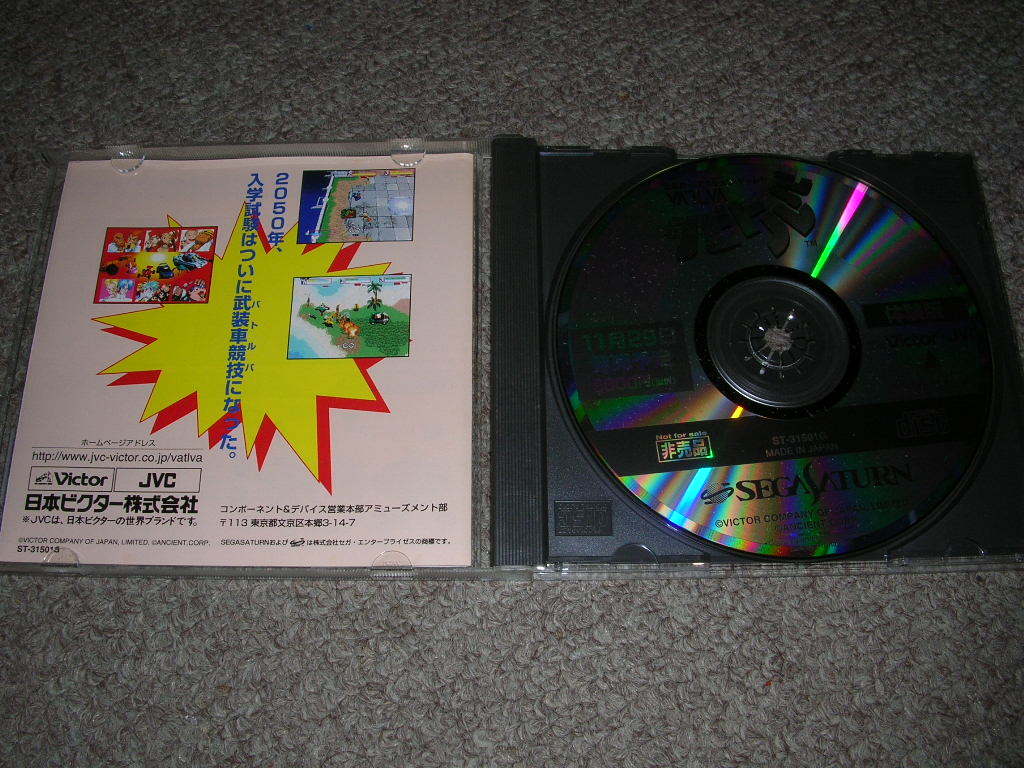 2050年、
入学試験はついに武装車競技になった。
バトルバ
ホームページアドレス
http://www.jvc-victor.co.jp/vativa
Victor JVC
日本ビクター株式会社
※JVCは、日本ビクターの世界ブランドです。
コンポーネント&デバイス営業本部アミューズメント部
〒113 東京都文京区本郷3-14-7
©VICTOR COMPANY OF JAPAN, LIMITED. ©ANCIENT.CORP.
ST-31501G
SEGASATURNおよび は株式会社セガ・エンタープライゼスの商標です。
TM
Not for sale
非売品
ST-31501G
MADE IN JAPAN
SEGASATURN
©VICTOR COMPANY OF JAPAN, LIMITED.
©ANCIENT CORP.